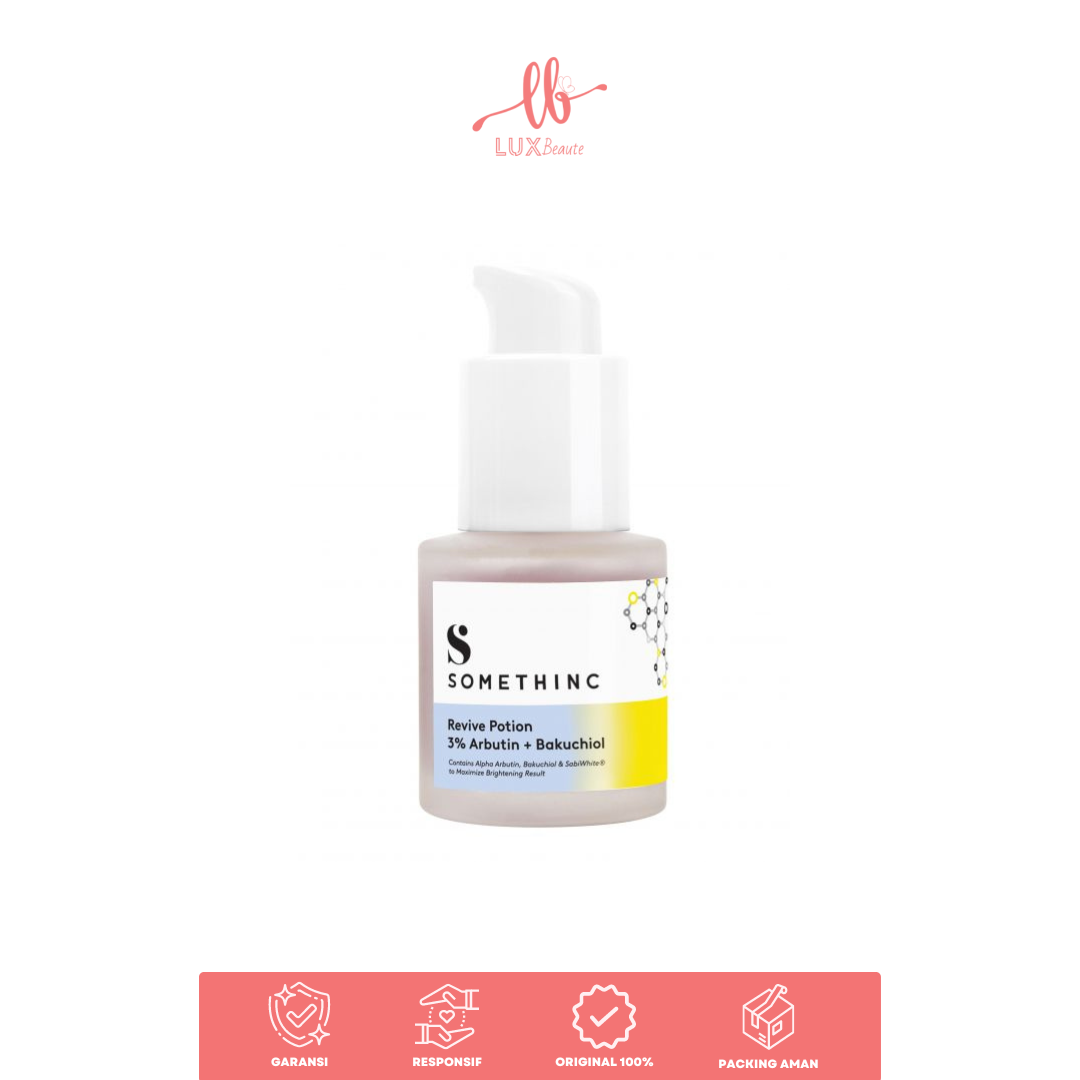 lb
LUX Beaute
S
SOMETHINC
Revive Potion
3% Arbutin + Bakuchiol
Contains Alpha Arbutin, Bakuchiol & SabiWhite®
to Maximize Brightening Result
GARANSI
RESPONSIF
ORIGINAL 100%
PACKING AMAN